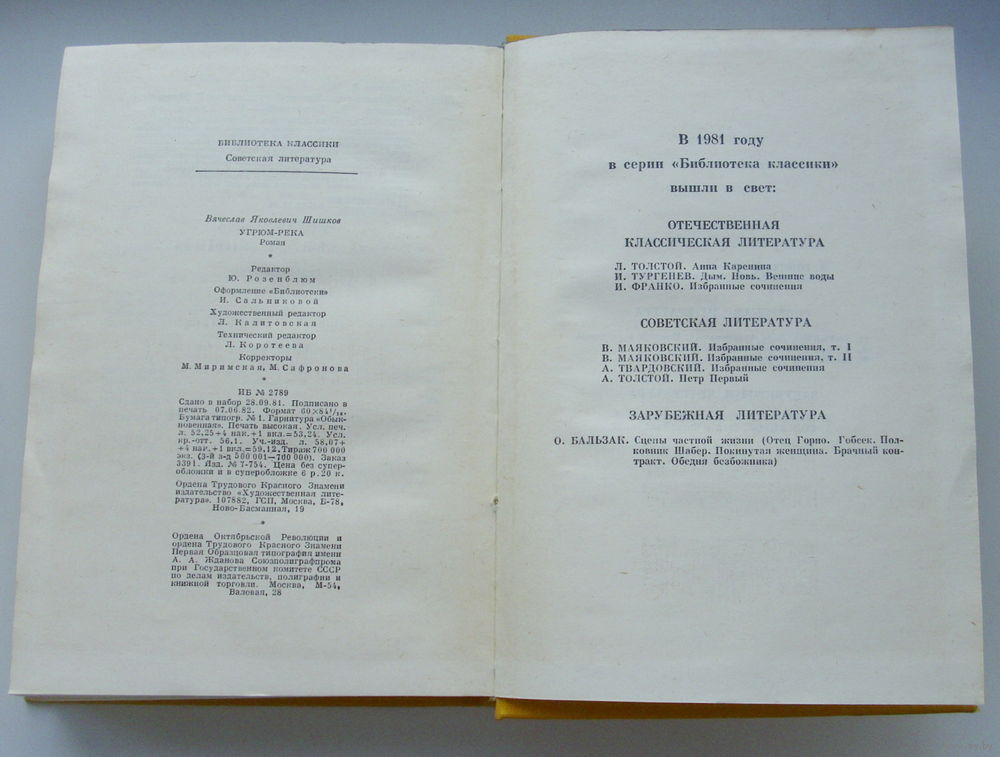 БИБЛИОТЕКА КЛАССИКИ
Советская литература
Вячеслав Яковлевич Шишков
УГРЮМ-РЕКА
Роман
*
Редактор
Ю. Розенблюм
Оформление «Библиотеки»
И. Сальниковой
Художественный редактор
Л. Калитовская
Технический редактор
Л. Коротеева
Корректоры
М. Миримская, М. Сафронова
*
ИБ № 2789
Сдано в набор 28.09.81. Подписано в
печать 07.06.82. Формат 60×84¹/₁₆.
Бумага типогр. № 1. Гарнитура «Обык-
новенная». Печать высокая. Усл. печ.
л. 52,25+4 нак.+1 вкл.=53,24. Усл.
кр.-отт. 56,1. Уч.-изд. л. 58,07+
+4 нак.+1 вкл.=59,12. Тираж 700 000
экз. (3-й з-д 500 001—700 000). Заказ
3391. Изд. № V-754. Цена без супер-
обложки и в суперобложке 6 р. 20 к.
Ордена Трудового Красного Знамени
издательство «Художественная лите-
ратура». 107882, ГСП, Москва, Б-78,
Ново-Басманная, 19
*
Ордена Октябрьской Революции и
ордена Трудового Красного Знамени
Первая Образцовая типография имени
А. А. Жданова Союзполиграфпрома
при Государственном комитете СССР
по делам издательств, полиграфии и
книжной торговли. Москва, М-54,
Валовая, 28
В 1981 году
в серии «Библиотека классики»
вышли в свет:
ОТЕЧЕСТВЕННАЯ
КЛАССИЧЕСКАЯ ЛИТЕРАТУРА
Л. ТОЛСТОЙ. Анна Каренина
И. ТУРГЕНЕВ. Дым. Новь. Вешние воды
И. ФРАНКО. Избранные сочинения
СОВЕТСКАЯ ЛИТЕРАТУРА
В. МАЯКОВСКИЙ. Избранные сочинения, т. I
В. МАЯКОВСКИЙ. Избранные сочинения, т. II
А. ТВАРДОВСКИЙ. Избранные сочинения
А. ТОЛСТОЙ. Петр Первый
ЗАРУБЕЖНАЯ ЛИТЕРАТУРА
О. БАЛЬЗАК. Сцены частной жизни (Отец Горио. Гобсек. Пол-
ковник Шабер. Покинутая женщина. Брачный кон-
тракт. Обедня безбожника)